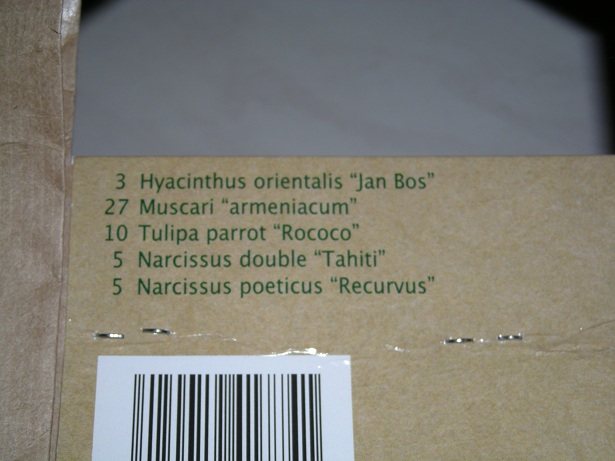 3 Hyacinthus orientalis “Jan Bos”
27 Muscari “armeniacum”
10 Tulipa parrot “Rococo”
5 Narcissus double “Tahiti”
5 Narcissus poeticus “Recurvus”